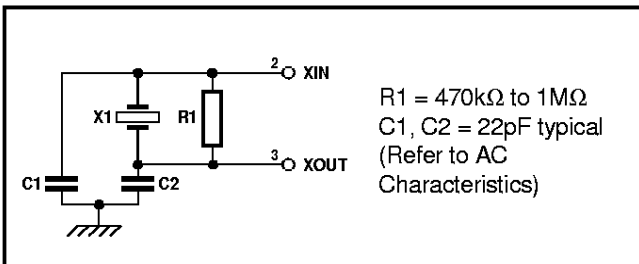 2 XIN
X1 R1
3 XOUT
C1 C2
R1 = 470kΩ to 1MΩ
C1, C2 = 22pF typical
(Refer to AC
Characteristics)